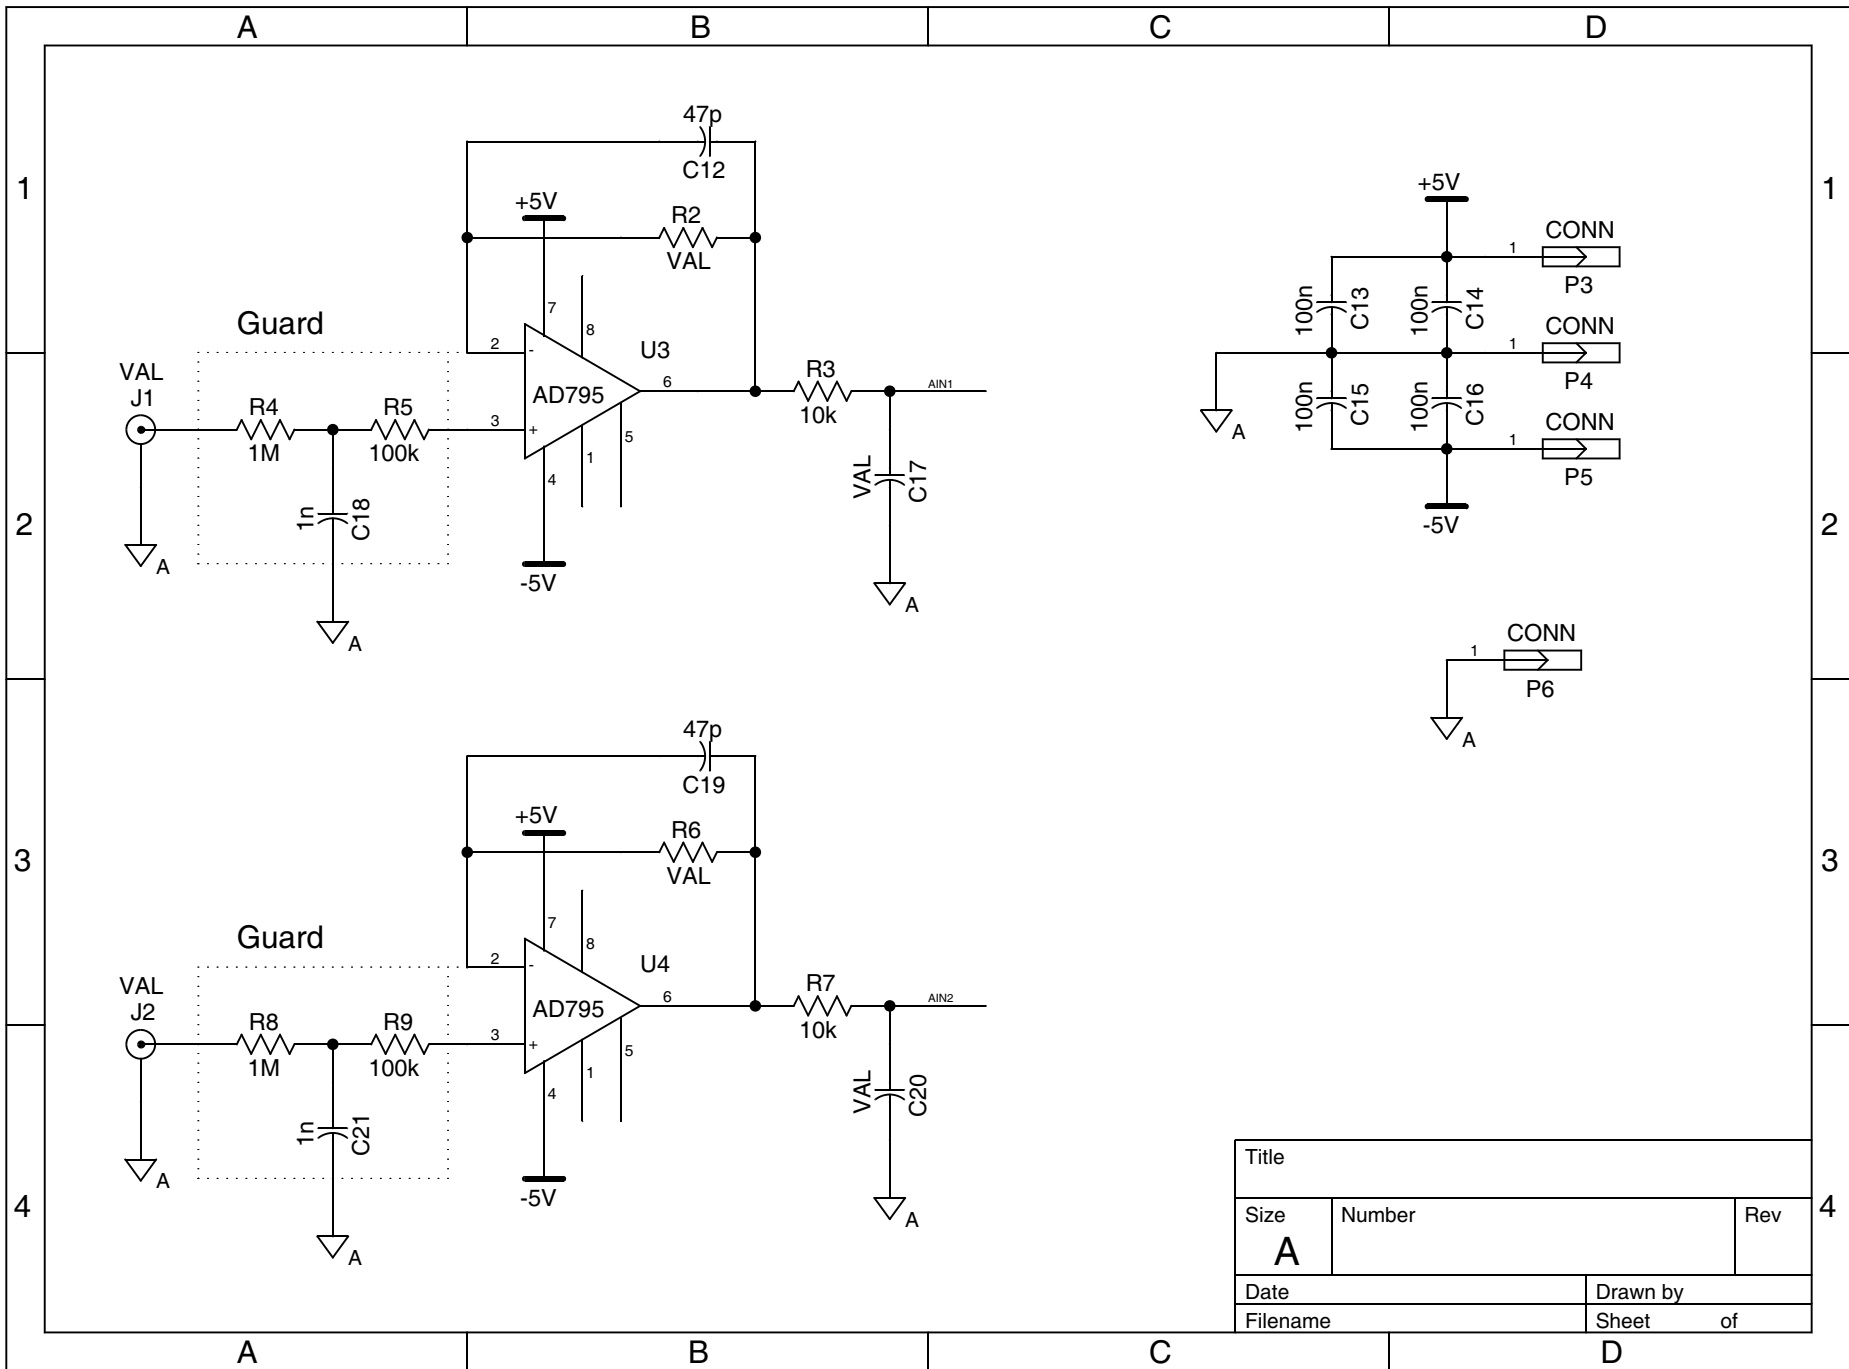 A B C D
1
2
3
4
1
2
3
4
A B C D
47p
C12
+5V
R2
VAL
7
8
Guard
2
-
U3
VAL
J1
R4
1M
R5
100k
3
+
AD795
6
R3
10k
AIN1
5
1
4
1n
C18
VAL
C17
A
-5V
A
A
+5V
CONN
1
P3
100n
C13
100n
C14
CONN
1
P4
A
100n
C15
100n
C16
CONN
1
P5
-5V
CONN
1
P6
A
47p
C19
+5V
R6
VAL
7
8
Guard
2
-
U4
VAL
J2
R8
1M
R9
100k
3
+
AD795
6
R7
10k
AIN2
5
1
4
1n
C21
VAL
C20
A
-5V
A
A
Title
Size Number Rev
A
Date Drawn by
Filename Sheet of